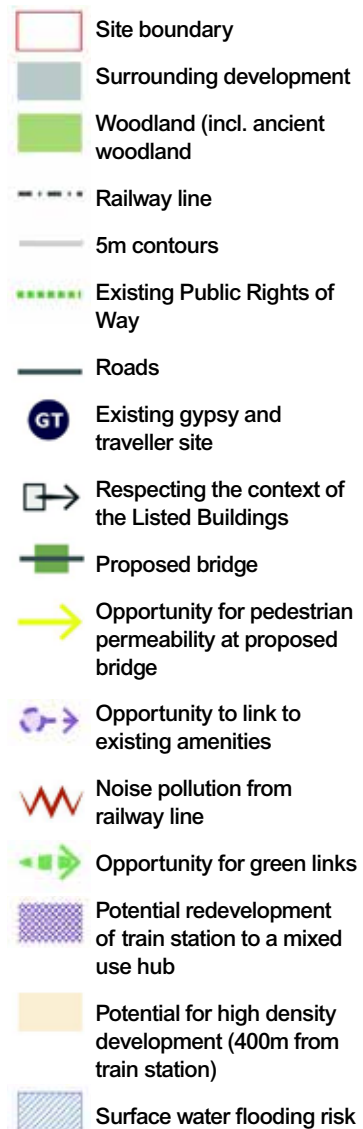 Site boundary
Surrounding development
Woodland (incl. ancient
woodland
Railway line
5m contours
Existing Public Rights of
Way
Roads
GT
Existing gypsy and
traveller site
Respecting the context of
the Listed Buildings
Proposed bridge
Opportunity for pedestrian
permeability at proposed
bridge
Opportunity to link to
existing amenities
Noise pollution from
railway line
Opportunity for green links
Potential redevelopment
of train station to a mixed
use hub
Potential for high density
development (400m from
train station)
Surface water flooding risk